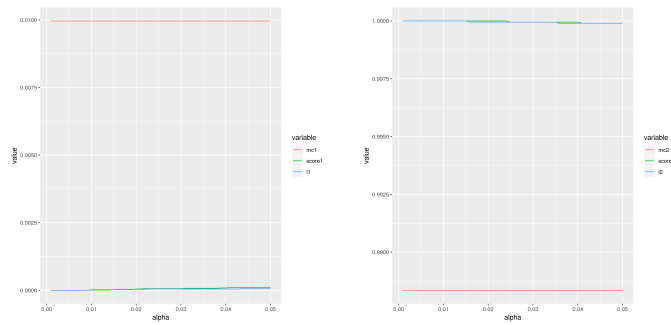 0.0100
0.0075
0.0050
0.0025
0.0000
0.00
0.01
0.02
0.03
0.04
0.05
alpha
value
variable
mc1
score1
l1
1.0000
0.9975
0.9950
0.9925
0.9900
0.00
0.01
0.02
0.03
0.04
0.05
alpha
value
variable
mc2
score
l2